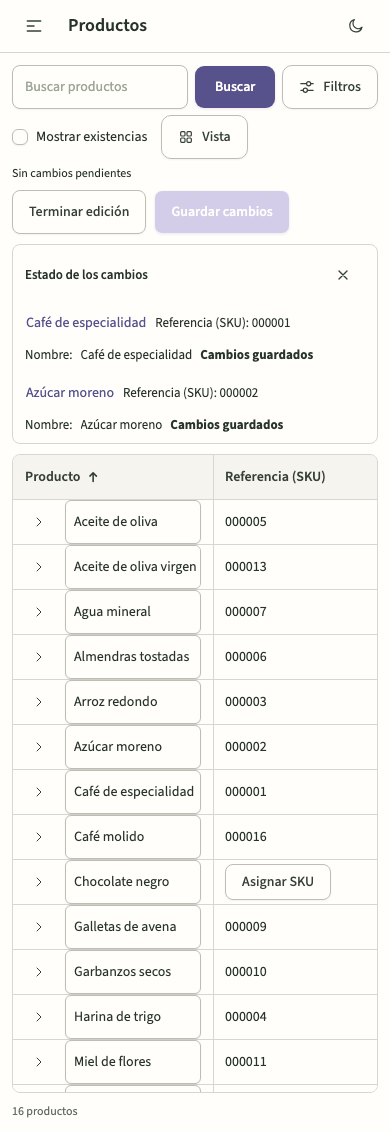 Productos
Buscar productos
Buscar
Filtros
Mostrar existencias
Vista
Sin cambios pendientes
Terminar edición
Guardar cambios
Estado de los cambios
Café de especialidad Referencia (SKU): 000001
Nombre: Café de especialidad Cambios guardados
Azúcar moreno Referencia (SKU): 000002
Nombre: Azúcar moreno Cambios guardados
Producto ↑ Referencia (SKU)
Aceite de oliva 000005
Aceite de oliva virgen 000013
Agua mineral 000007
Almendras tostadas 000006
Arroz redondo 000003
Azúcar moreno 000002
Café de especialidad 000001
Café molido 000016
Chocolate negro Asignar SKU
Galletas de avena 000009
Garbanzos secos 000010
Harina de trigo 000004
Miel de flores 000011
16 productos